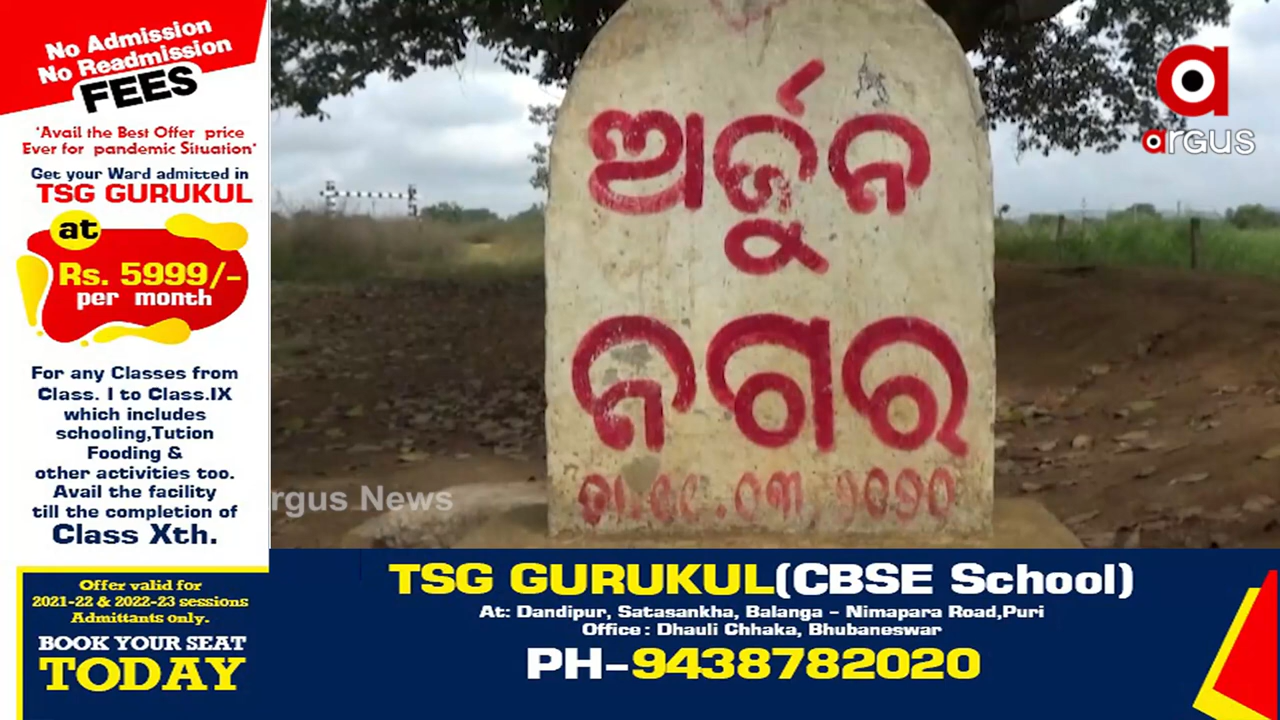 No Admission
No Readmission
FEES
'Avail the Best Offer price
Ever for pandemic Situation'
Get your Ward admitted in
TSG GURUKUL
at
Rs. 5999/-
per month
For any Classes from
Class. I to Class.IX
which includes
schooling,Tution
Fooding &
other activities too.
Avail the facility
till the completion of
Class Xth.
Offer valid for
2021-22 & 2022-23 sessions
Admittants only.
BOOK YOUR SEAT
TODAY
ଅର୍ଜୁନ
ନଗର
a
argus
rgus News
TSG GURUKUL(CBSE School)
At: Dandipur, Satasankha, Balanga - Nimapara Road,Puri
Office : Dhauli Chhaka, Bhubaneswar
PH-9438782020